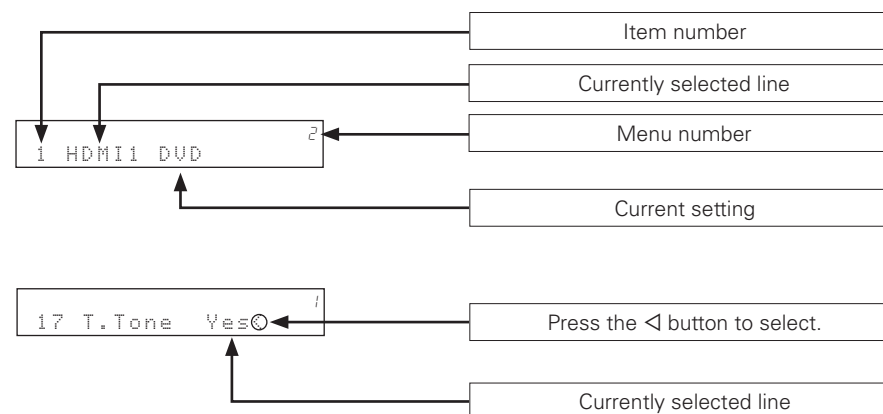 Item number
Currently selected line
2
Menu number
1 HDMI1 DVD
Current setting
1
17 T.Tone Yes
Press the ◁ button to select.
Currently selected line